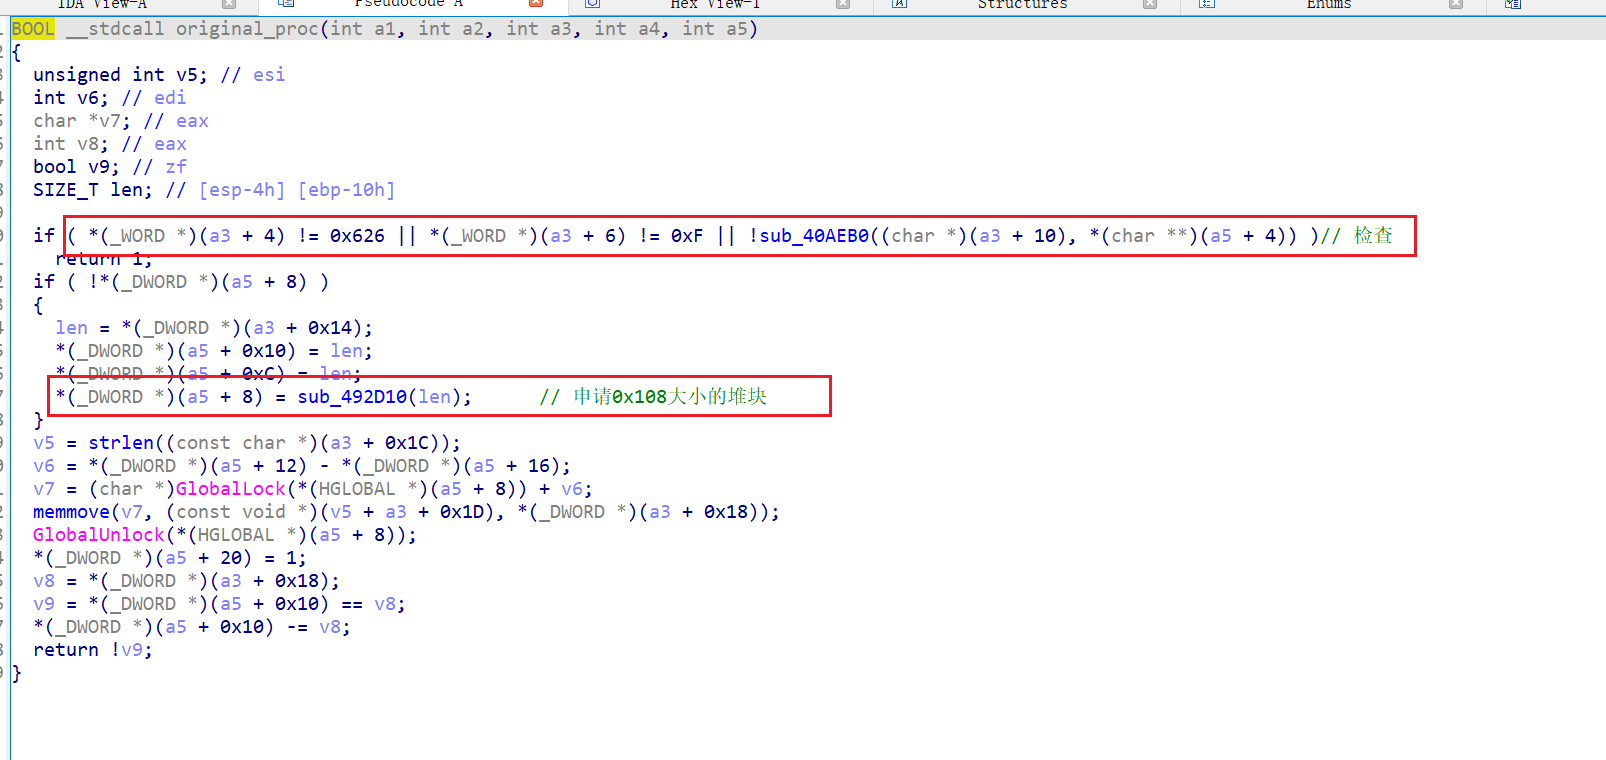 IDA View-A Pseudocode A Hex View-1 Structures Enums
BOOL __stdcall original_proc(int a1, int a2, int a3, int a4, int a5)
{
unsigned int v5; // esi
int v6; // edi
char *v7; // eax
int v8; // eax
bool v9; // zf
SIZE_T len; // [esp-4h] [ebp-10h]
if ( *(_WORD *)(a3 + 4) != 0x626 || *(_WORD *)(a3 + 6) != 0xF || !sub_40AEB0((char *)(a3 + 10), *(char **)(a5 + 4)) )// 检查
return 1;
if ( !*(_DWORD *)(a5 + 8) )
{
len = *(_DWORD *)(a3 + 0x14);
*(_DWORD *)(a5 + 0x10) = len;
*(_DWORD *)(a5 + 0xC) = len;
*(_DWORD *)(a5 + 8) = sub_492D10(len); // 申请0x108大小的堆块
}
v5 = strlen((const char *)(a3 + 0x1C));
v6 = *(_DWORD *)(a5 + 12) - *(_DWORD *)(a5 + 16);
v7 = (char *)GlobalLock(*(HGLOBAL *)(a5 + 8)) + v6;
memmove(v7, (const void *)(v5 + a3 + 0x1D), *(_DWORD *)(a3 + 0x18));
GlobalUnlock(*(HGLOBAL *)(a5 + 8));
*(_DWORD *)(a5 + 20) = 1;
v8 = *(_DWORD *)(a3 + 0x18);
v9 = *(_DWORD *)(a5 + 0x10) == v8;
*(_DWORD *)(a5 + 0x10) -= v8;
return !v9;
}